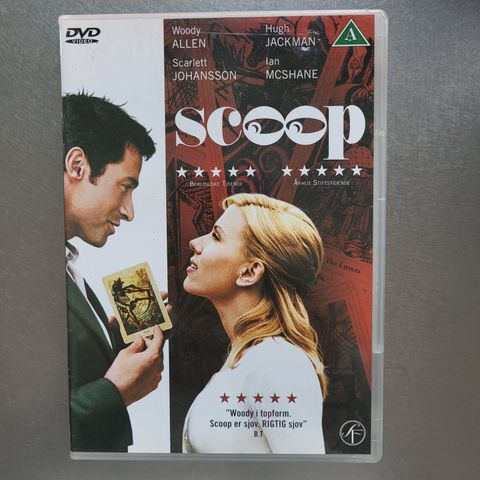 DVD
VIDEO
Woody
ALLEN
Hugh
JACKMAN
A
Scarlett
JOHANSSON
Ian
MCSHANE
scoop
BERLINGSKE TIDENDE
ÅRHUS STIFTSTIDENDE
The Lovers
"Woody i topform.
Scoop er sjov. RIGTIG sjov"
B.T
SF